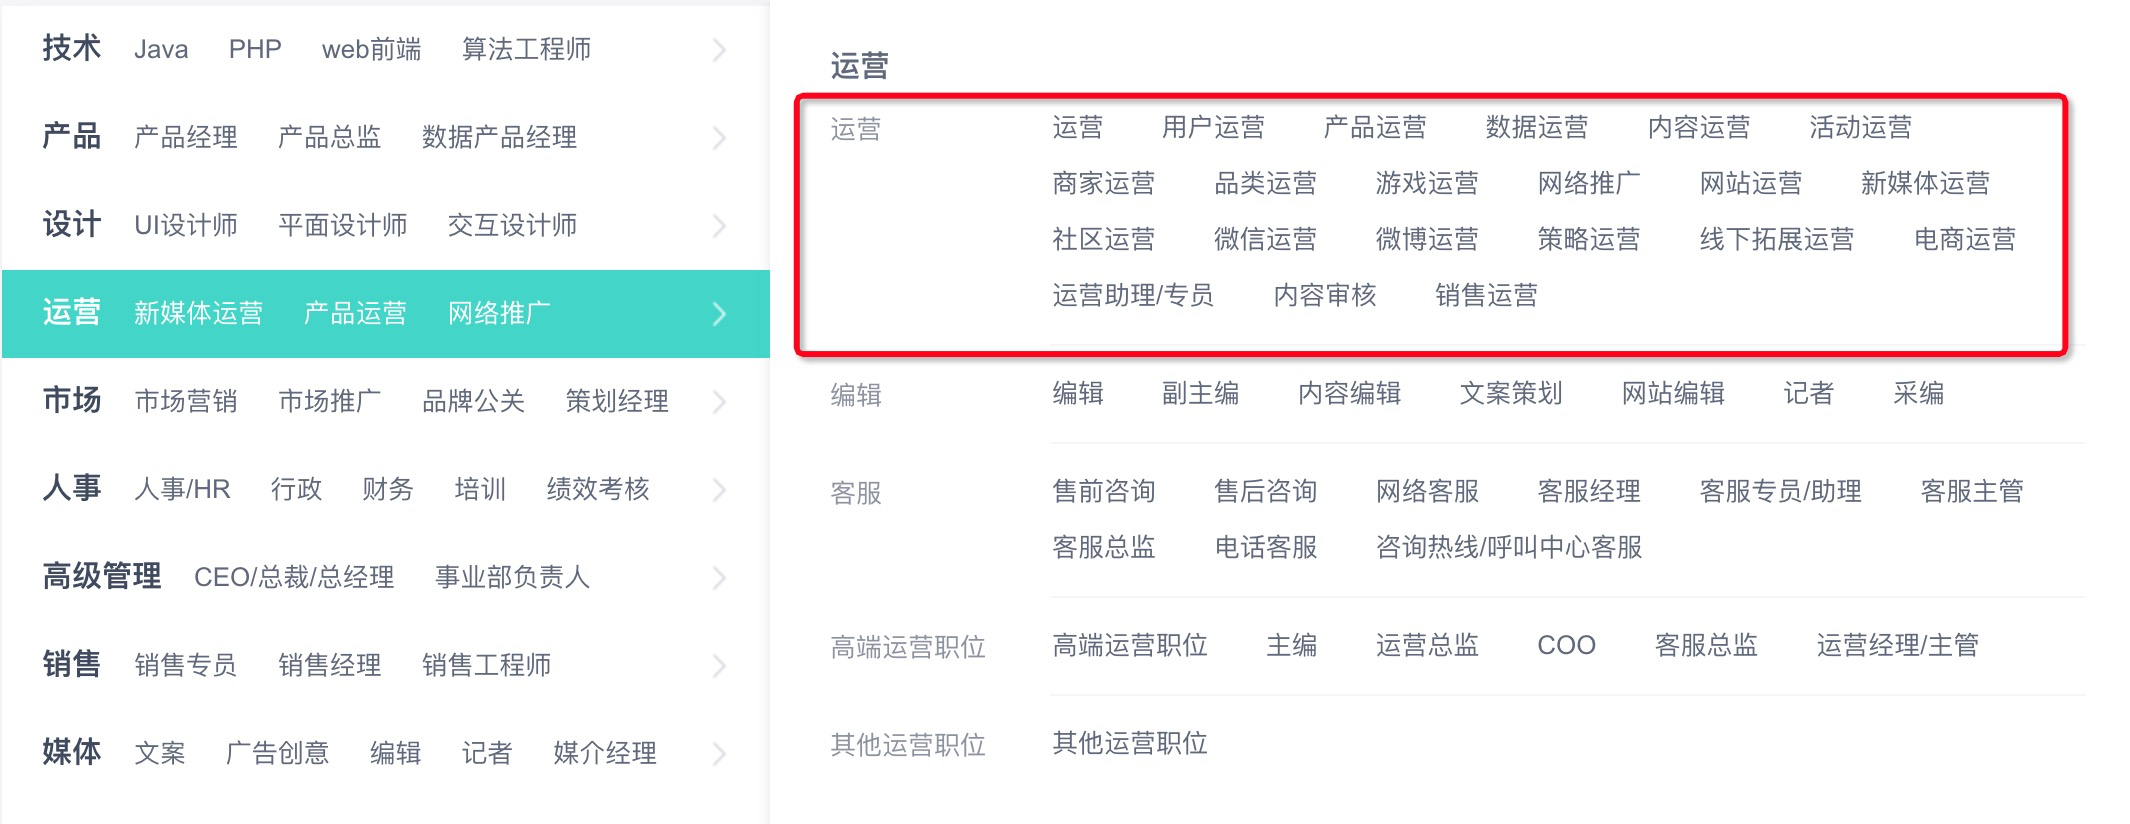 技术 Java PHP web前端 算法工程师
产品 产品经理 产品总监 数据产品经理
设计 UI设计师 平面设计师 交互设计师
运营 新媒体运营 产品运营 网络推广
市场 市场营销 市场推广 品牌公关 策划经理
人事 人事/HR 行政 财务 培训 绩效考核
高级管理 CEO/总裁/总经理 事业部负责人
销售 销售专员 销售经理 销售工程师
媒体 文案 广告创意 编辑 记者 媒介经理
运营
运营 运营 用户运营 产品运营 数据运营 内容运营 活动运营
商家运营 品类运营 游戏运营 网络推广 网站运营 新媒体运营
社区运营 微信运营 微博运营 策略运营 线下拓展运营 电商运营
运营助理/专员 内容审核 销售运营
编辑 编辑 副主编 内容编辑 文案策划 网站编辑 记者 采编
客服 售前咨询 售后咨询 网络客服 客服经理 客服专员/助理 客服主管
客服总监 电话客服 咨询热线/呼叫中心客服
高端运营职位 高端运营职位 主编 运营总监 COO 客服总监 运营经理/主管
其他运营职位 其他运营职位